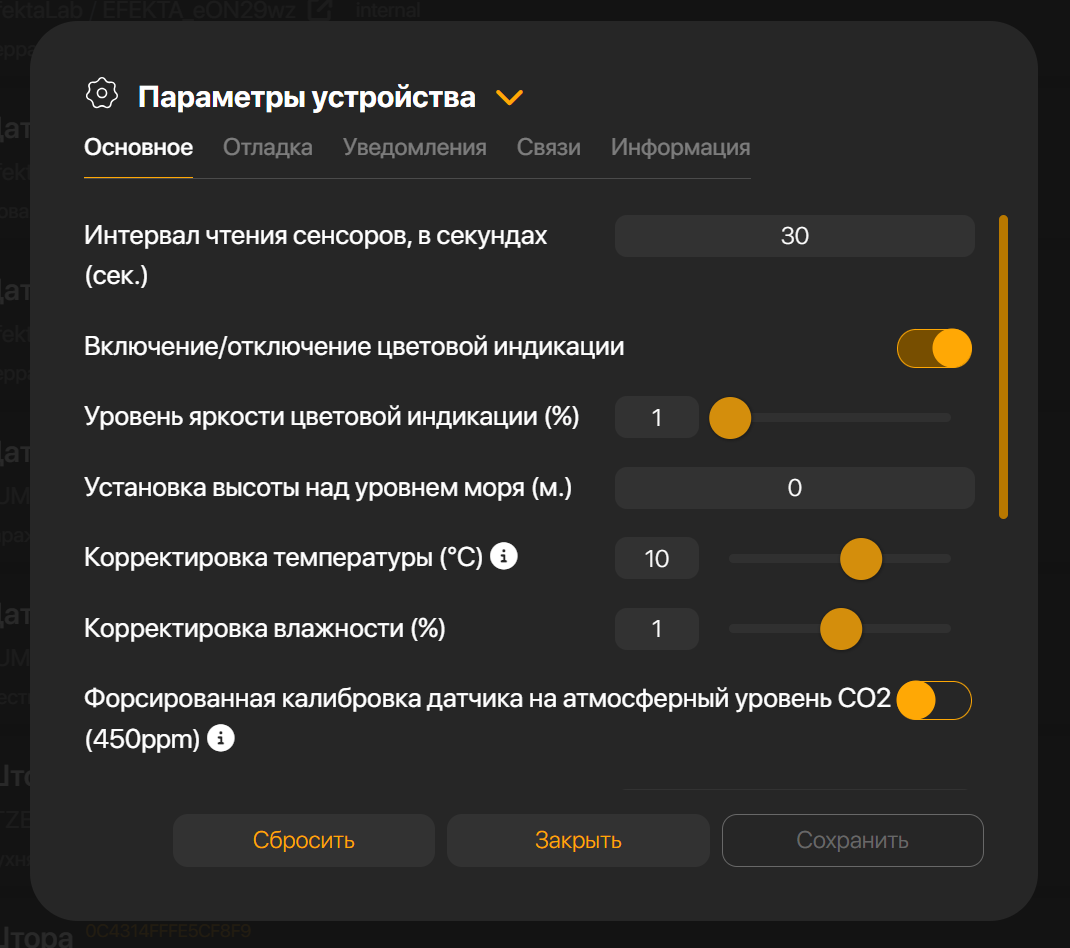 EFEKTA_eON29wz internal
Параметры устройства
Основное Отладка Уведомления Связи Информация
Интервал чтения сенсоров, в секундах 30
(сек.)
Включение/отключение цветовой индикации
Уровень яркости цветовой индикации (%) 1
Установка высоты над уровнем моря (м.) 0
Корректировка температуры (°C) 10
Корректировка влажности (%) 1
Форсированная калибровка датчика на атмосферный уровень CO2
(450ppm)
Сбросить Закрыть Сохранить
Штора 0C4314FFFE5CF8F9